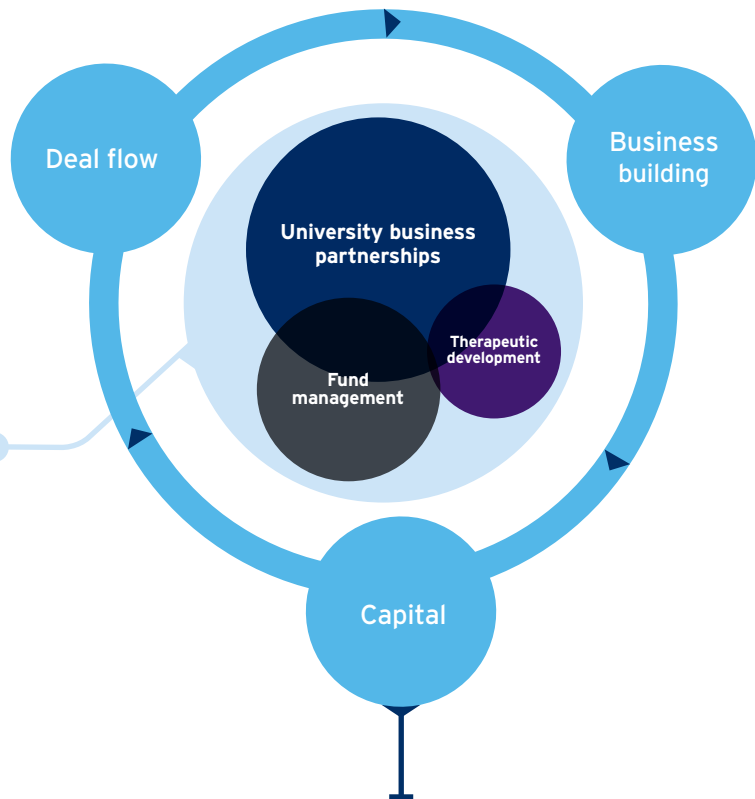 Deal flow
Business
building
University business
partnerships
Therapeutic
development
Fund
management
Capital